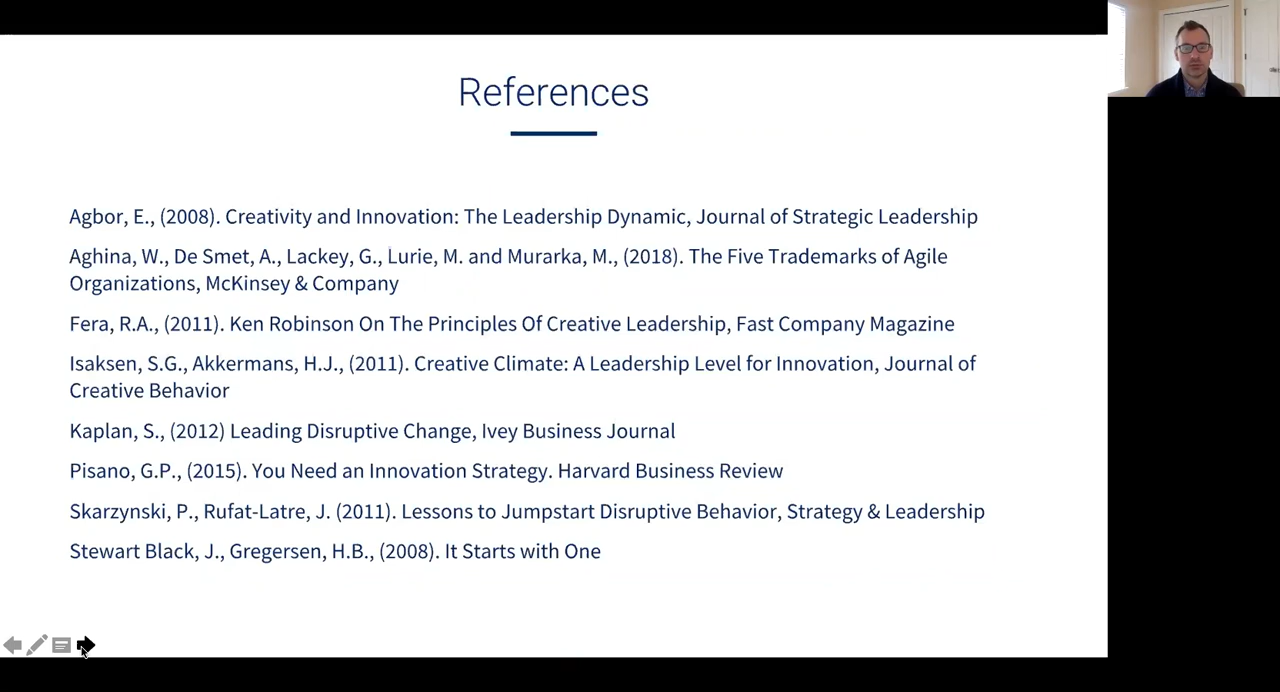 References
Agbor, E., (2008). Creativity and Innovation: The Leadership Dynamic, Journal of Strategic Leadership
Aghina, W., De Smet, A., Lackey, G., Lurie, M. and Murarka, M., (2018). The Five Trademarks of Agile
Organizations, McKinsey & Company
Fera, R.A., (2011). Ken Robinson On The Principles Of Creative Leadership, Fast Company Magazine
Isaksen, S.G., Akkermans, H.J., (2011). Creative Climate: A Leadership Level for Innovation, Journal of
Creative Behavior
Kaplan, S., (2012) Leading Disruptive Change, Ivey Business Journal
Pisano, G.P., (2015). You Need an Innovation Strategy. Harvard Business Review
Skarzynski, P., Rufat-Latre, J. (2011). Lessons to Jumpstart Disruptive Behavior, Strategy & Leadership
Stewart Black, J., Gregersen, H.B., (2008). It Starts with One